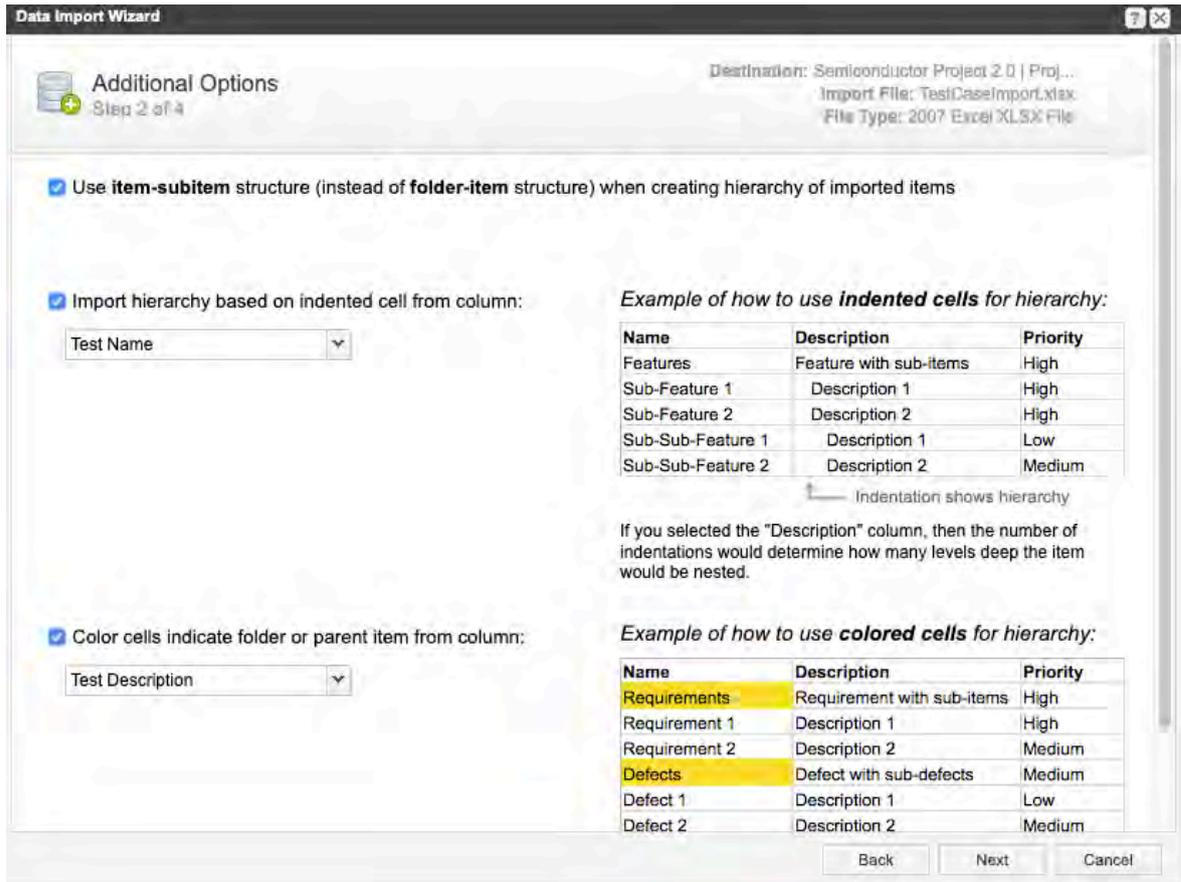 Data Import Wizard
? ×
Additional Options
Step 2 of 4
Destination: Semiconductor Project 2.0 | Proj...
Import File: TestCaseImport.xlsx
File Type: 2007 Excel XLSX File
Use item-subitem structure (instead of folder-item structure) when creating hierarchy of imported items
Import hierarchy based on indented cell from column:
Test Name
Example of how to use indented cells for hierarchy:
Name Description Priority
Features Feature with sub-items High
Sub-Feature 1 Description 1 High
Sub-Feature 2 Description 2 High
Sub-Sub-Feature 1 Description 1 Low
Sub-Sub-Feature 2 Description 2 Medium
Indentation shows hierarchy
If you selected the "Description" column, then the number of
indentations would determine how many levels deep the item
would be nested.
Color cells indicate folder or parent item from column:
Test Description
Example of how to use colored cells for hierarchy:
Name Description Priority
Requirements Requirement with sub-items High
Requirement 1 Description 1 High
Requirement 2 Description 2 Medium
Defects Defect with sub-defects Medium
Defect 1 Description 1 Low
Defect 2 Description 2 Medium
Back Next Cancel